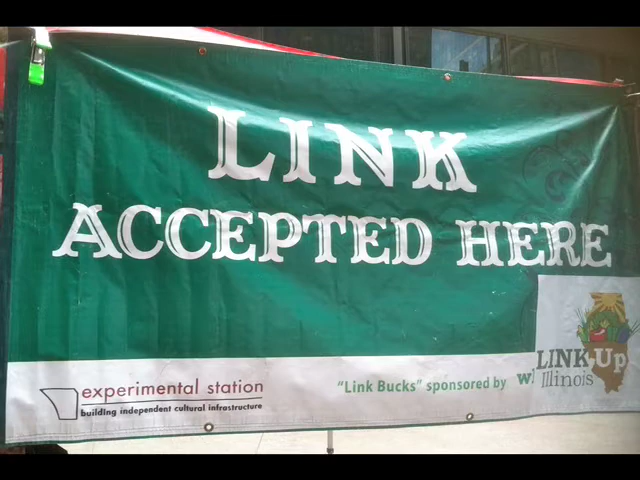 LINK
ACCEPTED HERE
experimental station
building independent cultural infrastructure
"Link Bucks" sponsored by
LINK Up
Illinois